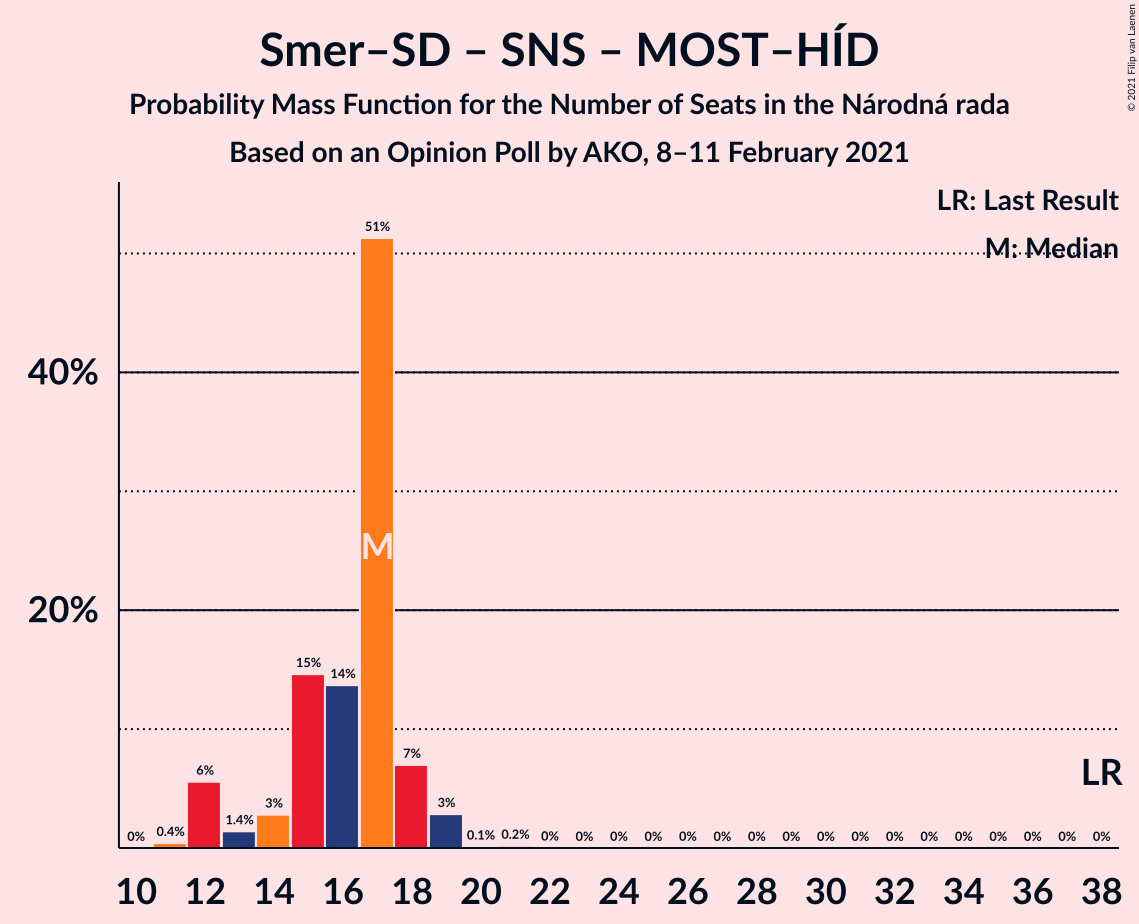 Smer–SD – SNS – MOST–HÍD
Probability Mass Function for the Number of Seats in the Národná rada
Based on an Opinion Poll by AKO, 8–11 February 2021
© 2021 Filip van Laenen
LR: Last Result
M: Median
40%
20%
0% 0.4% 6% 1.4% 3% 15% 14% 51% 7% 3% 0.1% 0.2% 0% 0% 0% 0% 0% 0% 0% 0% 0% 0% 0% 0% 0% 0% 0% 0% 0%
M
LR
10 12 14 16 18 20 22 24 26 28 30 32 34 36 38